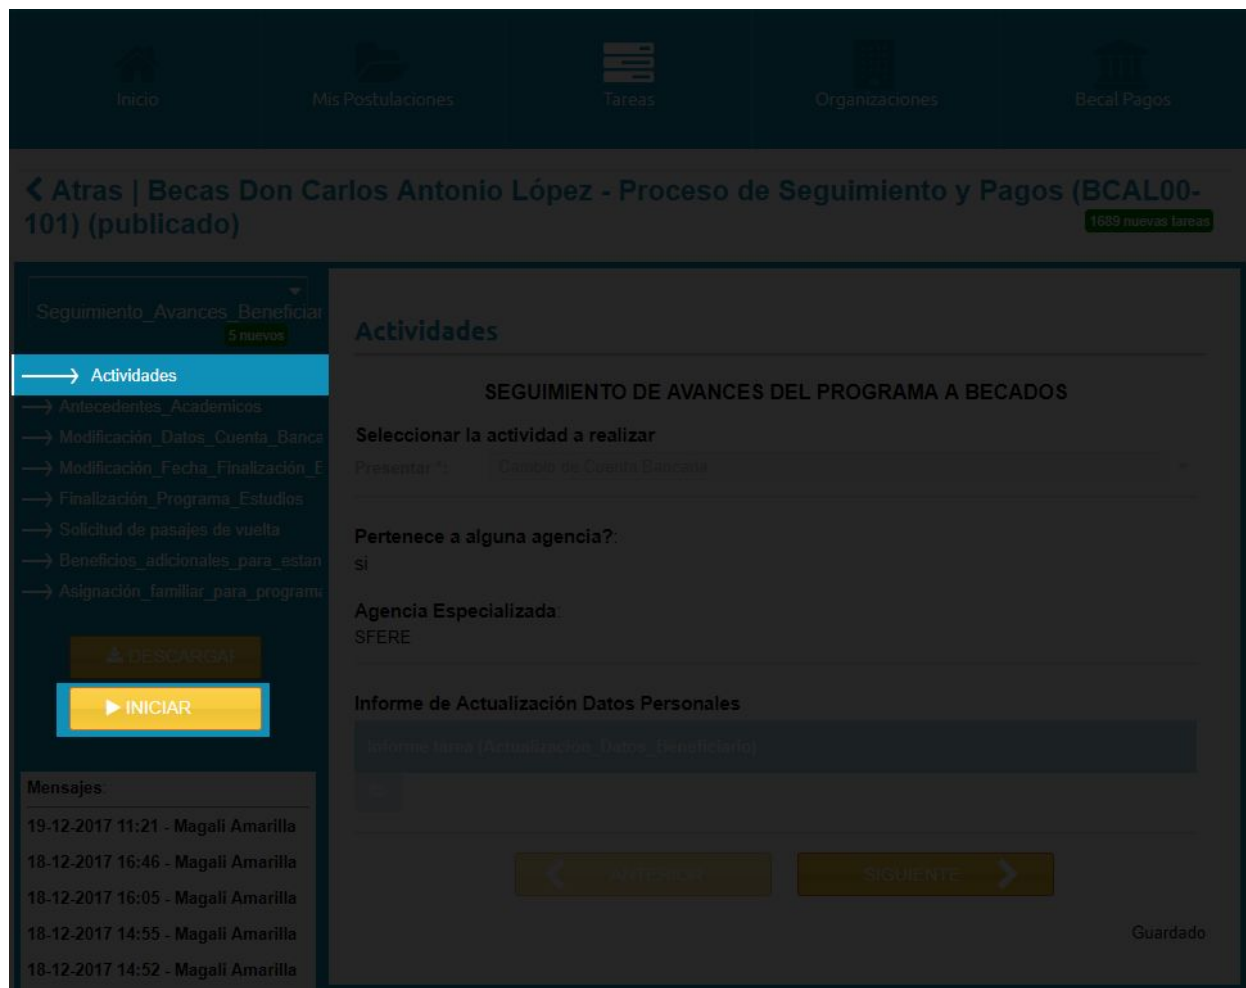 Inicio
Mis Postulaciones
Tareas
Organizaciones
Becal Pagos
Atras | Becas Don Carlos Antonio López - Proceso de Seguimiento y Pagos (BCAL00-
101) (publicado)
1689 nuevas tareas
Seguimiento_Avances_Beneficiar
5 nuevos
Actividades
Antecedentes_Academicos
Modificación_Datos_Cuenta_Banca
Modificación_Fecha_Finalización_E
Finalización_Programa_Estudios
Solicitud de pasajes de vuelta
Beneficios_adicionales_para_estan
Asignación_familiar_para_programa
DESCARGAR
INICIAR
Mensajes:
19-12-2017 11:21 - Magali Amarilla
18-12-2017 16:46 - Magali Amarilla
18-12-2017 16:05 - Magali Amarilla
18-12-2017 14:55 - Magali Amarilla
18-12-2017 14:52 - Magali Amarilla
Actividades
SEGUIMIENTO DE AVANCES DEL PROGRAMA A BECADOS
Seleccionar la actividad a realizar
Presentar *: Cambio de Cuenta Bancaria
Pertenece a alguna agencia?:
si
Agencia Especializada:
SFERE
Informe de Actualización Datos Personales
Informe tarea (Actualización_Datos_Beneficiario)
ANTERIOR
SIGUIENTE
Guardado